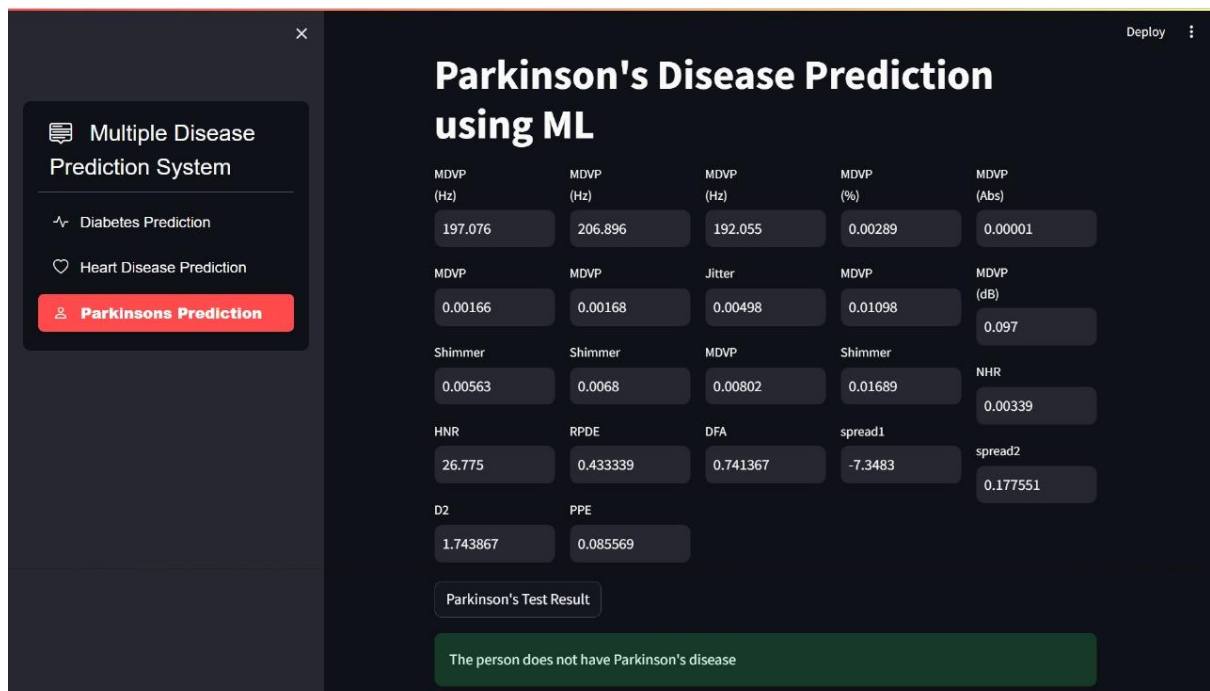 Multiple Disease
Prediction System
Diabetes Prediction
Heart Disease Prediction
Parkinsons Prediction
Deploy
Parkinson's Disease Prediction
using ML
MDVP MDVP MDVP MDVP MDVP
(Hz) (Hz) (Hz) (%) (Abs)
197.076 206.896 192.055 0.00289 0.00001
MDVP MDVP Jitter MDVP MDVP
(dB)
0.00166 0.00168 0.00498 0.01098 0.097
Shimmer Shimmer MDVP Shimmer NHR
0.00563 0.0068 0.00802 0.01689 0.00339
HNR RPDE DFA spread1 spread2
26.775 0.433339 0.741367 -7.3483 0.177551
D2 PPE
1.743867 0.085569
Parkinson's Test Result
The person does not have Parkinson's disease